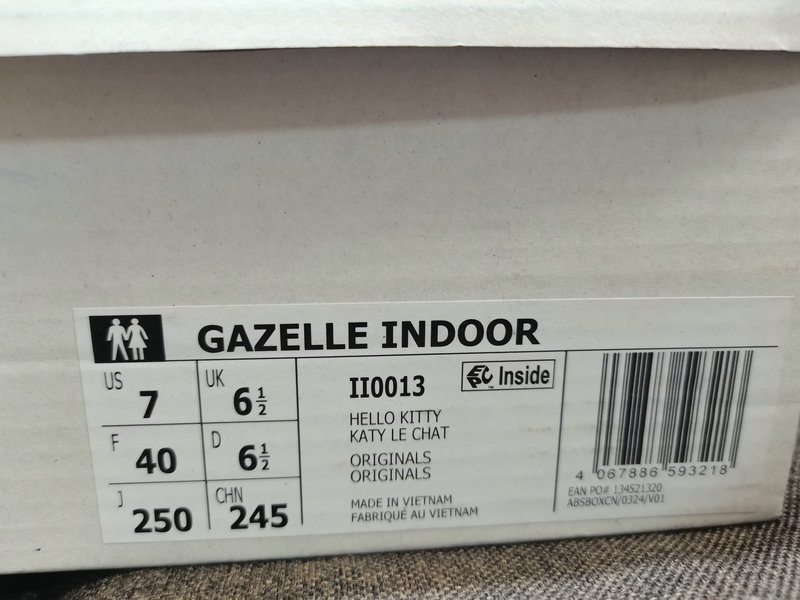 GAZELLE INDOOR
US 7 UK 6 1/2
F 40 D 6 1/2
J 250 CHN 245
II0013
EPC Inside
HELLO KITTY
KATY LE CHAT
ORIGINALS
ORIGINALS
MADE IN VIETNAM
FABRIQUÉ AU VIETNAM
4 067886 593218
EAN PO# 134521320
ABSBOXCN/0324/V01